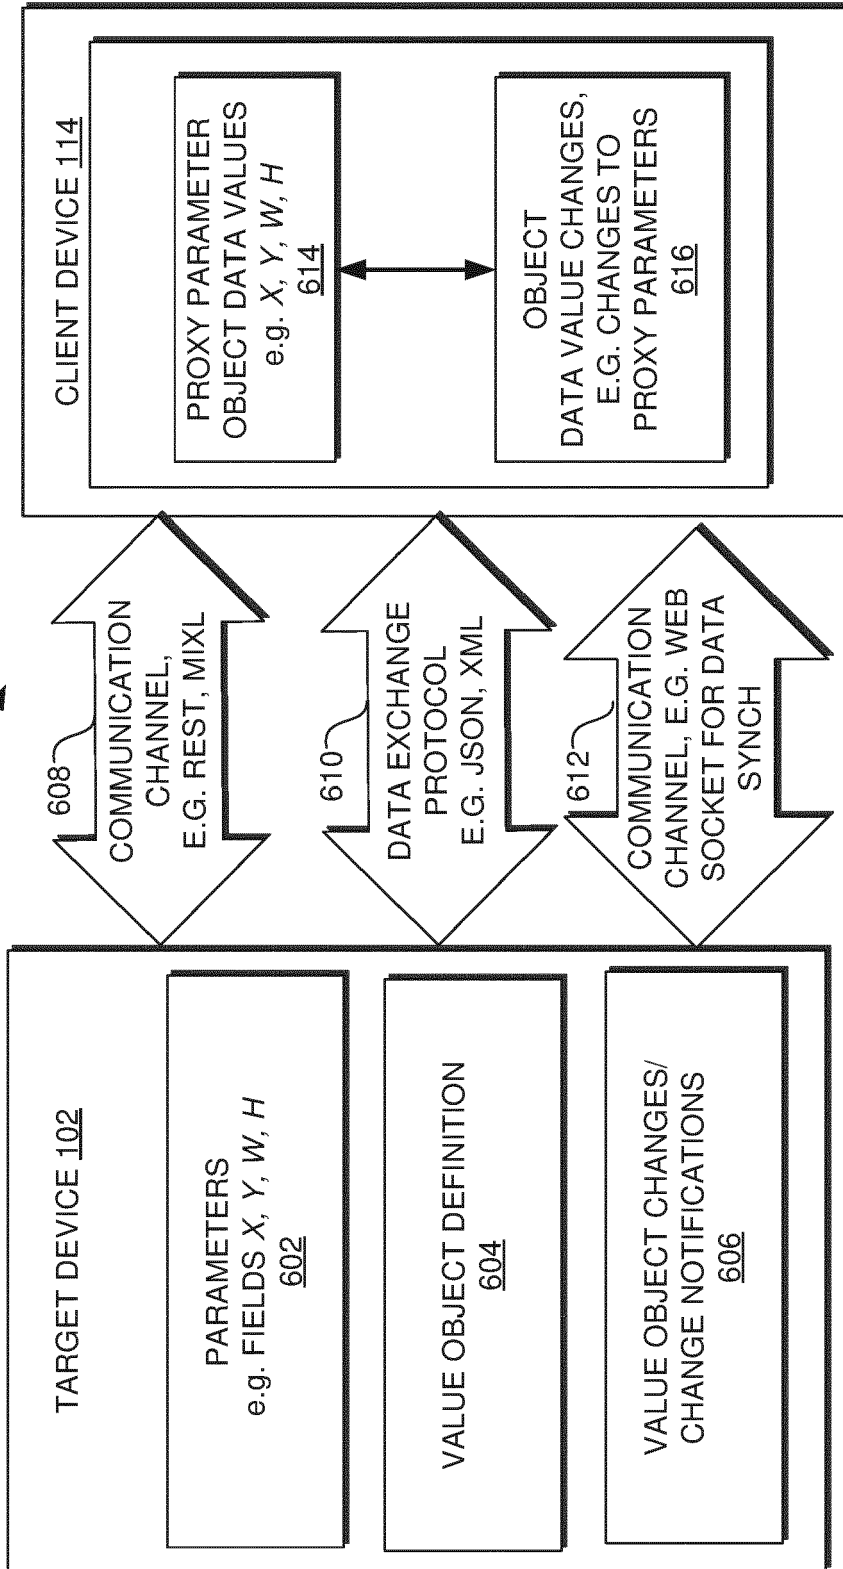 TARGET DEVICE 102
PARAMETERS
e.g. FIELDS X, Y, W, H
602
VALUE OBJECT DEFINITION
604
VALUE OBJECT CHANGES/
CHANGE NOTIFICATIONS
606
608
COMMUNICATION
CHANNEL,
E.G. REST, MIXL
610
DATA EXCHANGE
PROTOCOL
E.G. JSON, XML
612
COMMUNICATION
CHANNEL, E.G. WEB
SOCKET FOR DATA
SYNCH
CLIENT DEVICE 114
PROXY PARAMETER
OBJECT DATA VALUES
e.g. X, Y, W, H
614
OBJECT
DATA VALUE CHANGES,
E.G. CHANGES TO
PROXY PARAMETERS
616